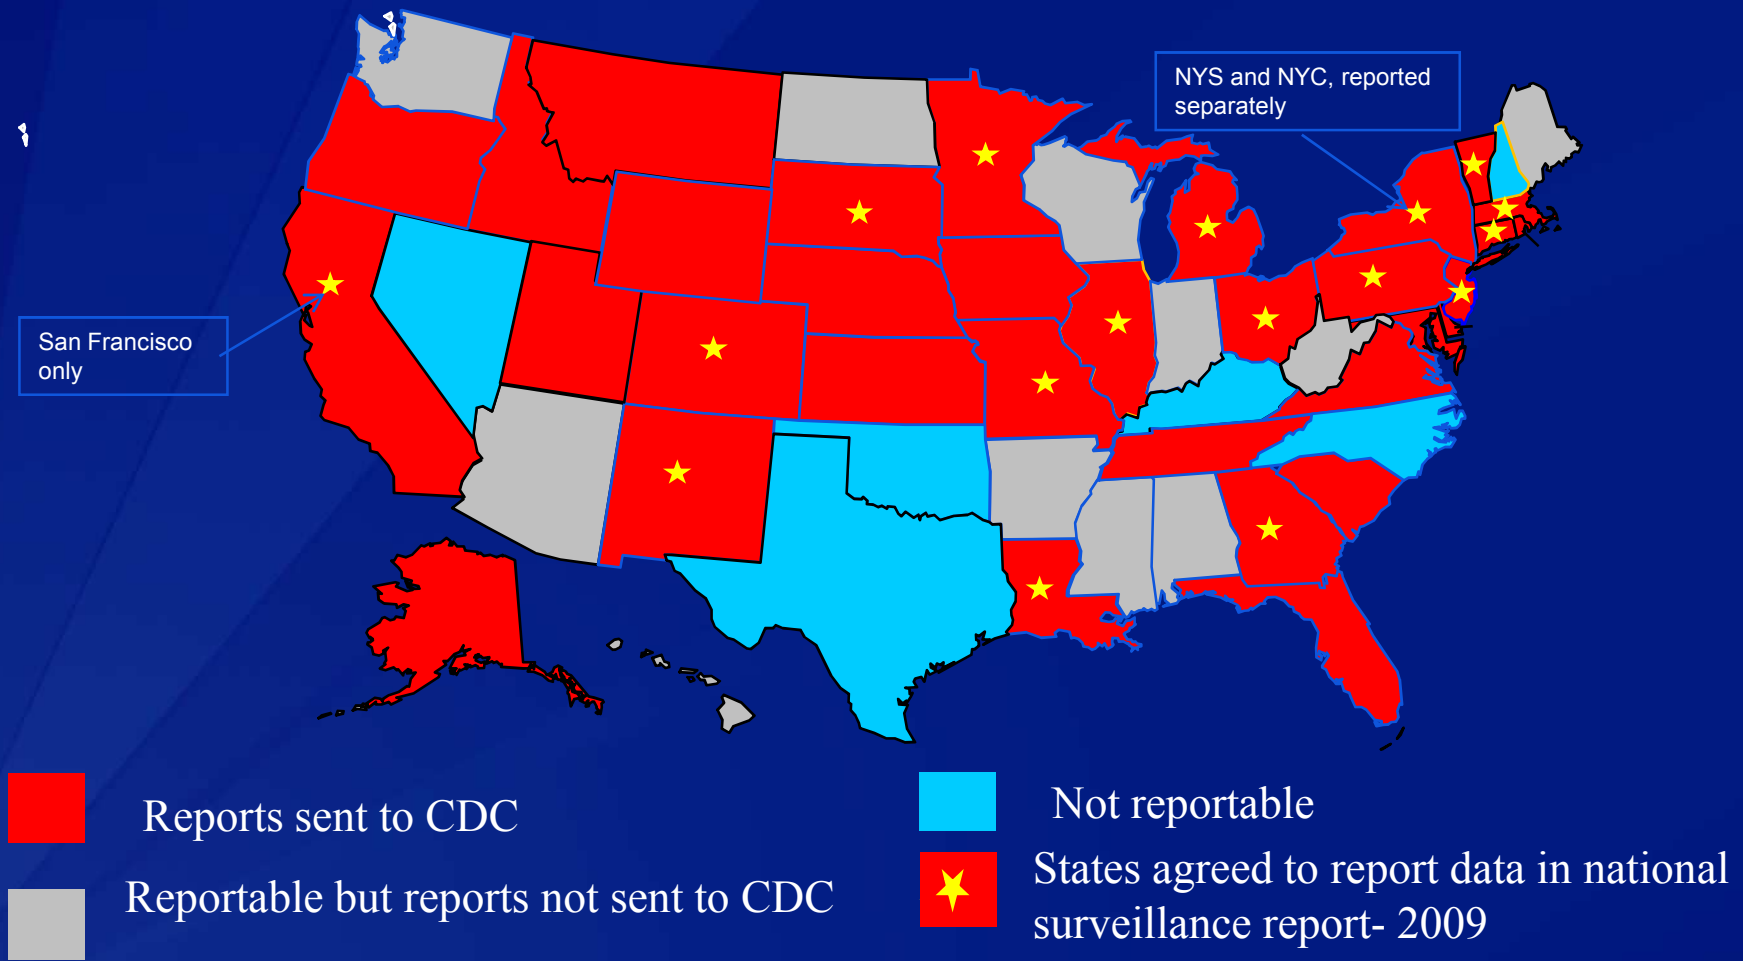 NYS and NYC, reported
separately
San Francisco
only
Reports sent to CDC
Reportable but reports not sent to CDC
Not reportable
States agreed to report data in national
surveillance report- 2009